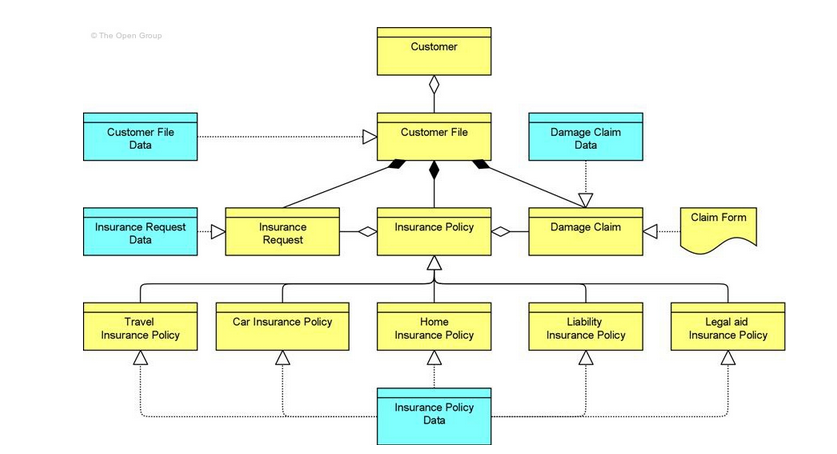 © The Open Group
Customer
Customer File
Data
Customer File
Damage Claim
Data
Insurance Request
Data
Insurance
Request
Insurance Policy
Damage Claim
Claim Form
Travel
Insurance Policy
Car Insurance Policy
Home
Insurance Policy
Liability
Insurance Policy
Legal aid
Insurance Policy
Insurance Policy
Data